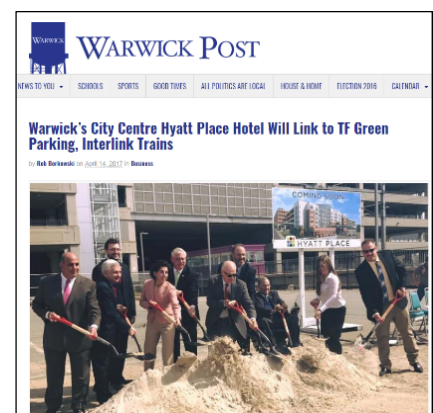 WARWICK
WARWICK POST
NEWS TO YOU SCHOOLS SPORTS GOOD TIMES ALL POLITICS ARE LOCAL HOUSE & HOME ELECTION 2016 CALENDAR
Warwick's City Centre Hyatt Place Hotel Will Link to TF Green
Parking, Interlink Trains
by Rob Borkowski on April 14, 2017 in Business
COMING SOON
HYATT PLACE